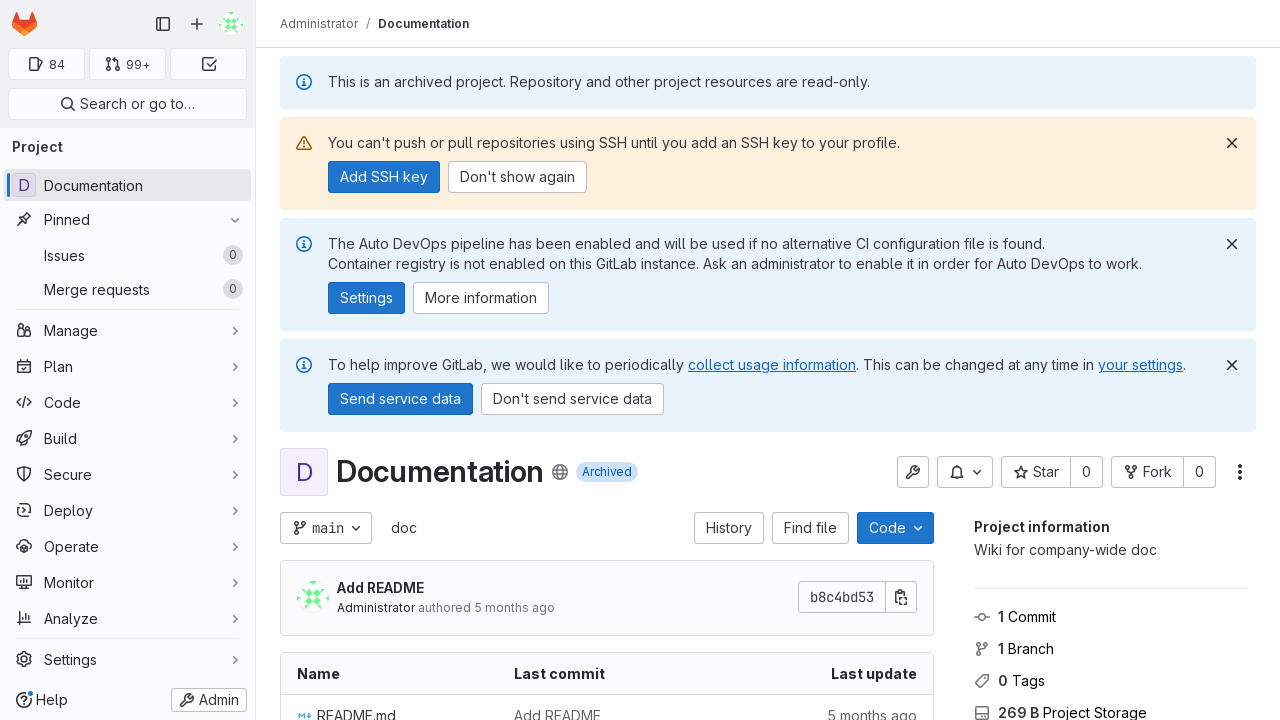 Administrator / Documentation
84
99+
Search or go to…
Project
D Documentation
Pinned
Issues 0
Merge requests 0
Manage
Plan
Code
Build
Secure
Deploy
Operate
Monitor
Analyze
Settings
Help
Admin
This is an archived project. Repository and other project resources are read-only.
You can't push or pull repositories using SSH until you add an SSH key to your profile.
Add SSH key Don't show again
The Auto DevOps pipeline has been enabled and will be used if no alternative CI configuration file is found.
Container registry is not enabled on this GitLab instance. Ask an administrator to enable it in order for Auto DevOps to work.
Settings More information
To help improve GitLab, we would like to periodically collect usage information. This can be changed at any time in your settings.
Send service data Don't send service data
D Documentation Archived
Star 0 Fork 0
main doc History Find file Code
Add README
Administrator authored 5 months ago
b8c4bd53
Name Last commit Last update
README.md Add README 5 months ago
Project information
Wiki for company-wide doc
1 Commit
1 Branch
0 Tags
269 B Project Storage